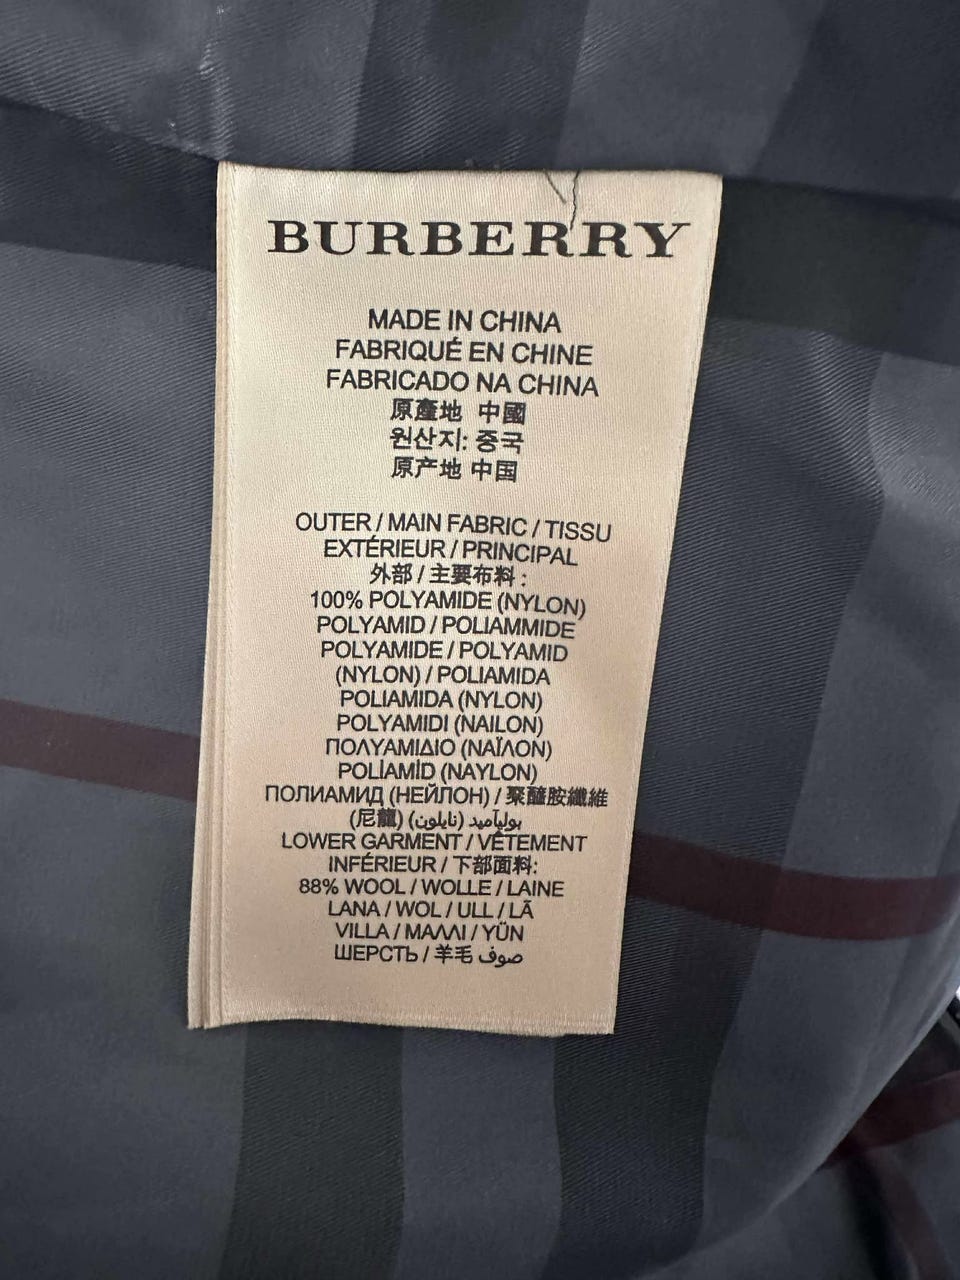 BURBERRY
MADE IN CHINA
FABRIQUÉ EN CHINE
FABRICADO NA CHINA
原產地 中國
원산지: 중국
原产地 中国
OUTER / MAIN FABRIC / TISSU
EXTÉRIEUR / PRINCIPAL
外部 / 主要布料 :
100% POLYAMIDE (NYLON)
POLYAMID / POLIAMMIDE
POLYAMIDE / POLYAMID
(NYLON) / POLIAMIDA
POLIAMIDA (NYLON)
POLYAMIDI (NAILON)
ΠΟΛΥΑΜΙΔΙΟ (ΝΑΪΛΟΝ)
POLİAMİD (NAYLON)
ПОЛИАМИД (НЕЙЛОН) / 聚醯胺纖維
(尼龍) بولیآمید (نایلون)
LOWER GARMENT / VÊTEMENT
INFÉRIEUR / 下部面料:
88% WOOL / WOLLE / LAINE
LANA / WOL / ULL / LÃ
VILLA / ΜΑΛΛΙ / YÜN
ШЕРСТЬ / 羊毛 صوف